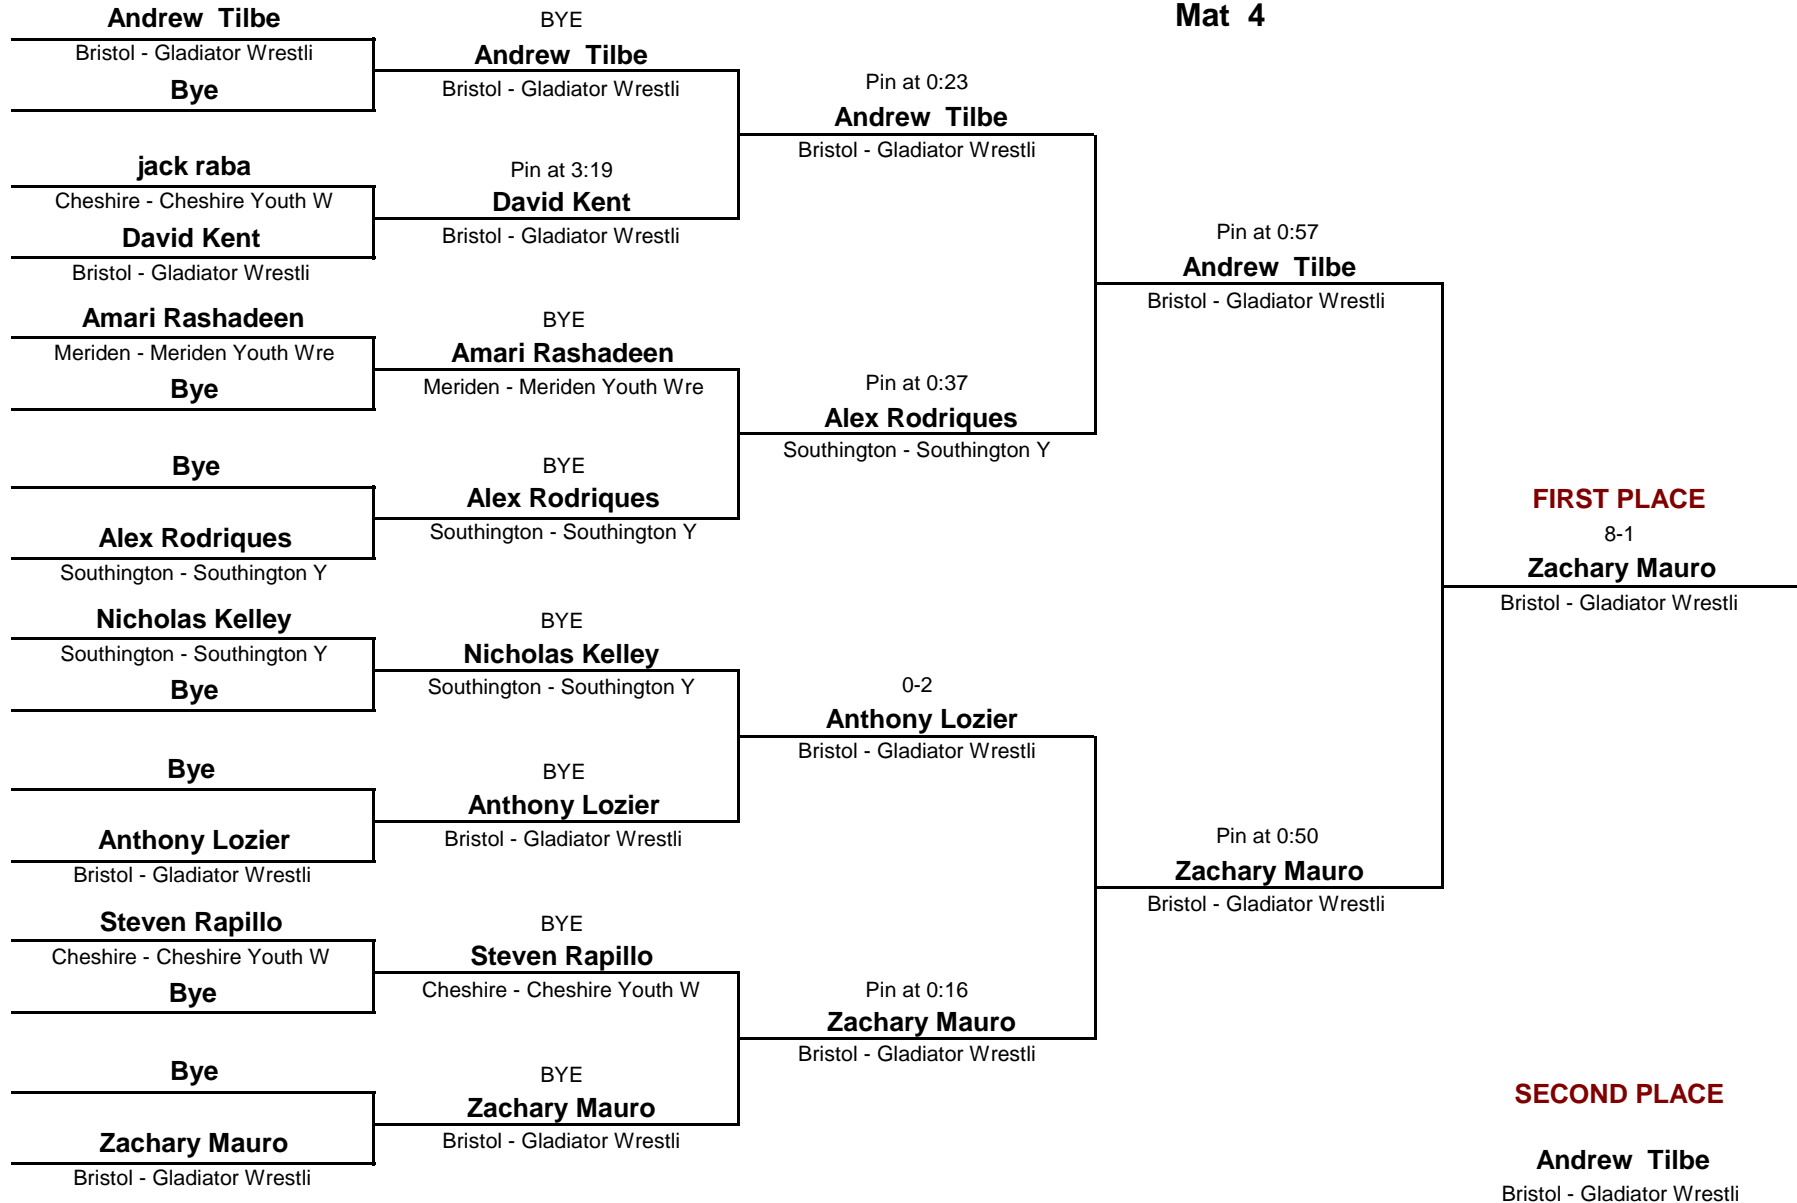 Mat 4
Andrew Tilbe
Bristol - Gladiator Wrestli
Bye
jack raba
Cheshire - Cheshire Youth W
David Kent
Bristol - Gladiator Wrestli
Amari Rashadeen
Meriden - Meriden Youth Wre
Bye
Bye
Alex Rodriques
Southington - Southington Y
Nicholas Kelley
Southington - Southington Y
Bye
Bye
Anthony Lozier
Bristol - Gladiator Wrestli
Steven Rapillo
Cheshire - Cheshire Youth W
Bye
Bye
Zachary Mauro
Bristol - Gladiator Wrestli
BYE
Andrew Tilbe
Bristol - Gladiator Wrestli
Pin at 3:19
David Kent
Bristol - Gladiator Wrestli
BYE
Amari Rashadeen
Meriden - Meriden Youth Wre
BYE
Alex Rodriques
Southington - Southington Y
BYE
Nicholas Kelley
Southington - Southington Y
BYE
Anthony Lozier
Bristol - Gladiator Wrestli
BYE
Steven Rapillo
Cheshire - Cheshire Youth W
BYE
Zachary Mauro
Bristol - Gladiator Wrestli
Pin at 0:23
Andrew Tilbe
Bristol - Gladiator Wrestli
Pin at 0:37
Alex Rodriques
Southington - Southington Y
0-2
Anthony Lozier
Bristol - Gladiator Wrestli
Pin at 0:16
Zachary Mauro
Bristol - Gladiator Wrestli
Pin at 0:57
Andrew Tilbe
Bristol - Gladiator Wrestli
Pin at 0:50
Zachary Mauro
Bristol - Gladiator Wrestli
FIRST PLACE
8-1
Zachary Mauro
Bristol - Gladiator Wrestli
SECOND PLACE
Andrew Tilbe
Bristol - Gladiator Wrestli